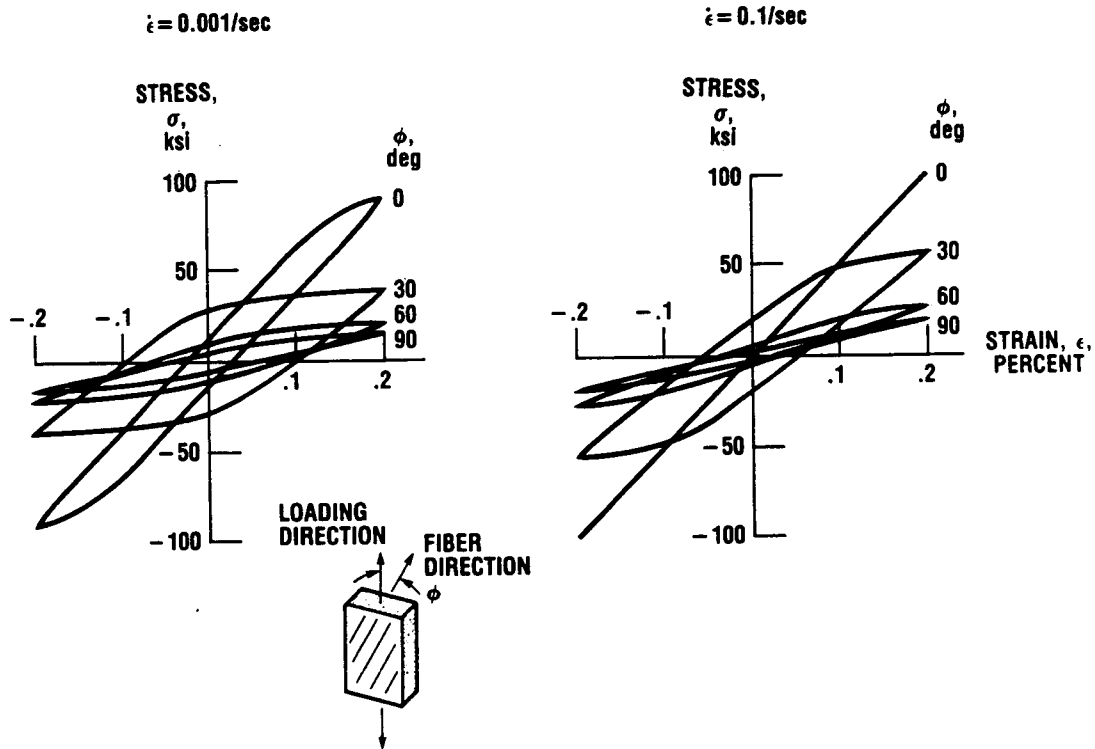 ϵ̇ = 0.001/sec
STRESS,
σ,
ksi
ϕ,
deg
100
50
−50
−100
−.2
−.1
.1
.2
0
30
60
90
ϵ̇ = 0.1/sec
STRESS,
σ,
ksi
ϕ,
deg
100
50
−50
−100
−.2
−.1
.1
.2
0
30
60
90
STRAIN, ϵ,
PERCENT
LOADING
DIRECTION
FIBER
DIRECTION
ϕ